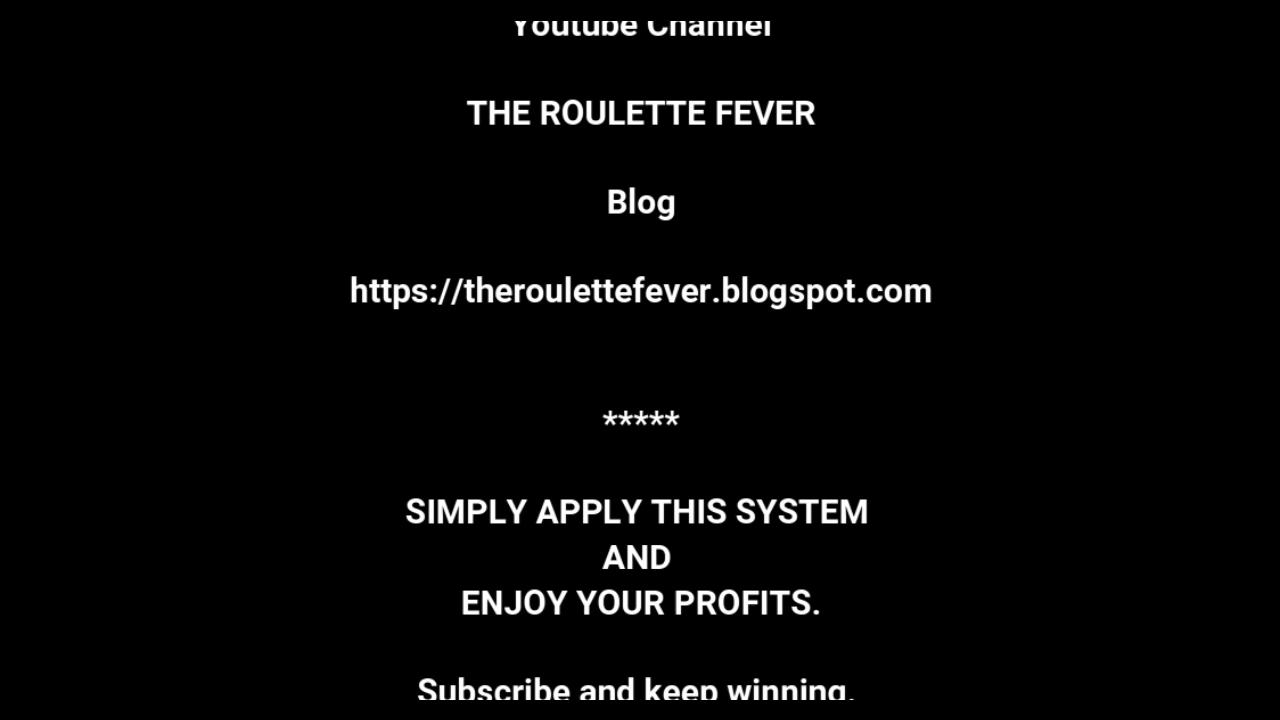 Youtube Channel
THE ROULETTE FEVER
Blog
https://theroulettefever.blogspot.com
*****
SIMPLY APPLY THIS SYSTEM
AND
ENJOY YOUR PROFITS.
Subscribe and keep winning.